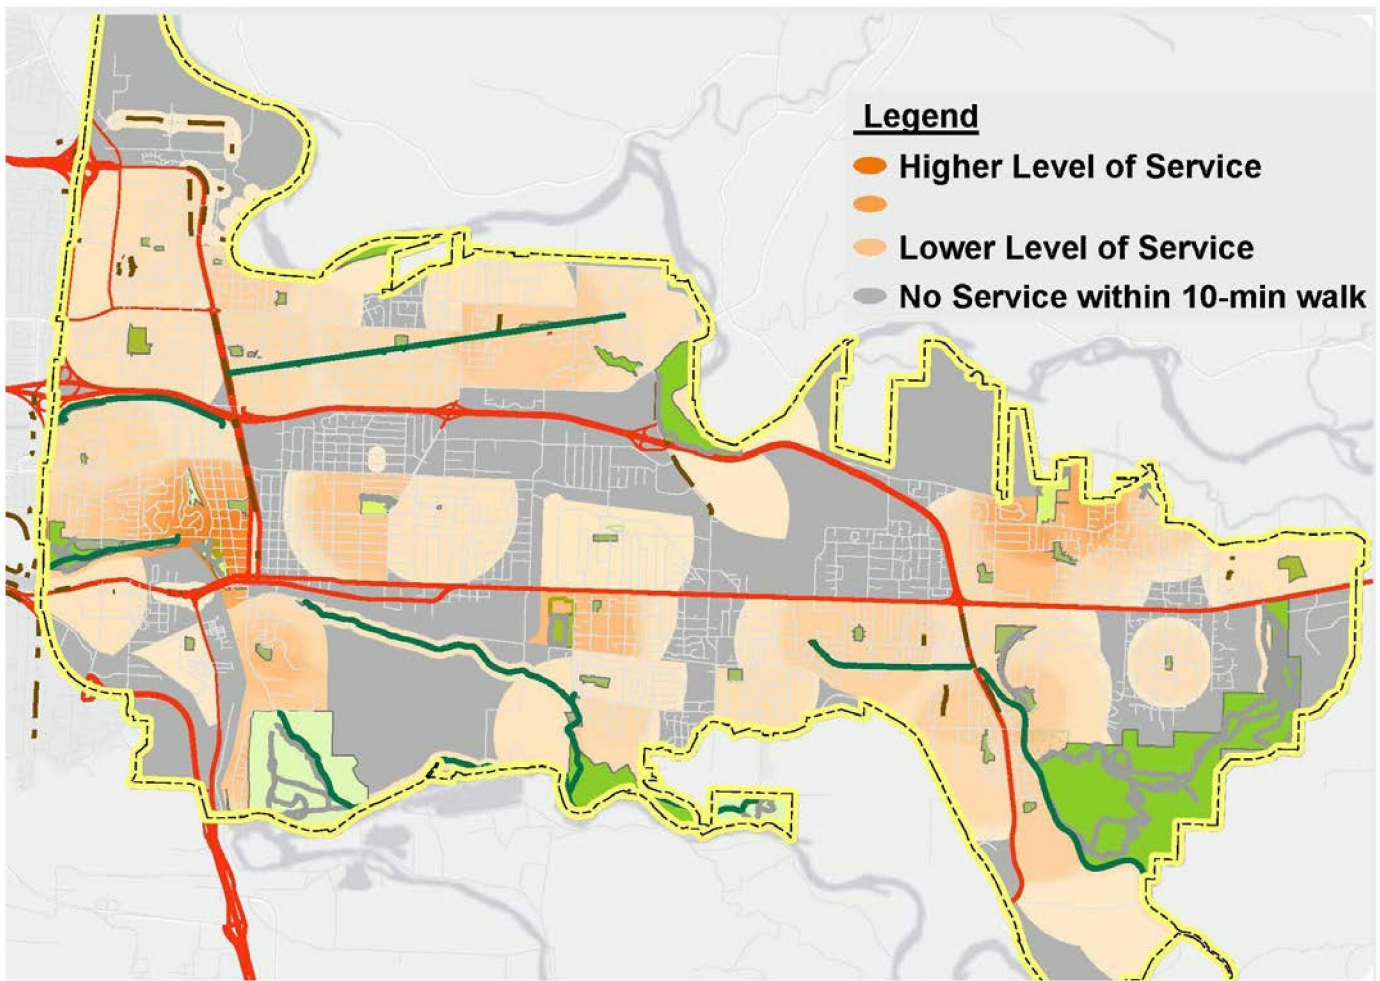 Legend
Higher Level of Service
Lower Level of Service
No Service within 10-min walk